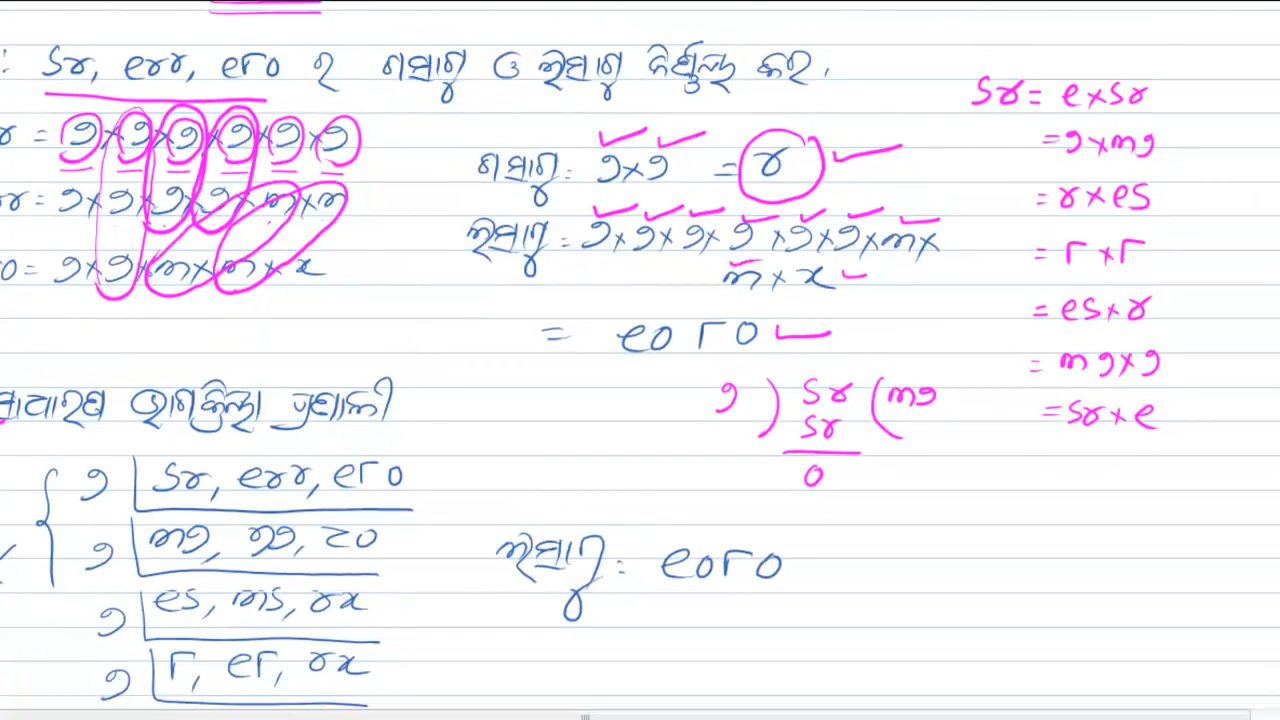 : ୬୪, ୧୪୪, ୧୮୦ ର ଗସାଗୁ ଓ ଲସାଗୁ ନିର୍ଣ୍ଣୟ କର।
୪ = ୨×୨×୨×୨×୨×୨
୪ = ୨×୨×୨×୨×୩×୩
୦ = ୨×୨×୩×୩×୫
ଗସାଗୁ: ୨×୨ = ୪
ଲସାଗୁ = ୨×୨×୨×୨×୨×୨×୩×
୩×୫
= ୧୦୮୦
୬୪ = ୧×୬୪
= ୨×୩୨
= ୪×୧୬
= ୮×୮
= ୧୬×୪
= ୩୨×୨
= ୬୪×୧
୨ ) ୬୪ ( ୩୨
୬୪
୦
ସାଧାରଣ ଭାଗକ୍ରିୟା ପ୍ରଣାଳୀ
୨ | ୬୪, ୧୪୪, ୧୮୦
୨ | ୩୨, ୭୨, ୯୦
୨ | ୧୬, ୩୬, ୪୫
୨ | ୮, ୧୮, ୪୫
ଲସାଗୁ: ୧୦୮୦